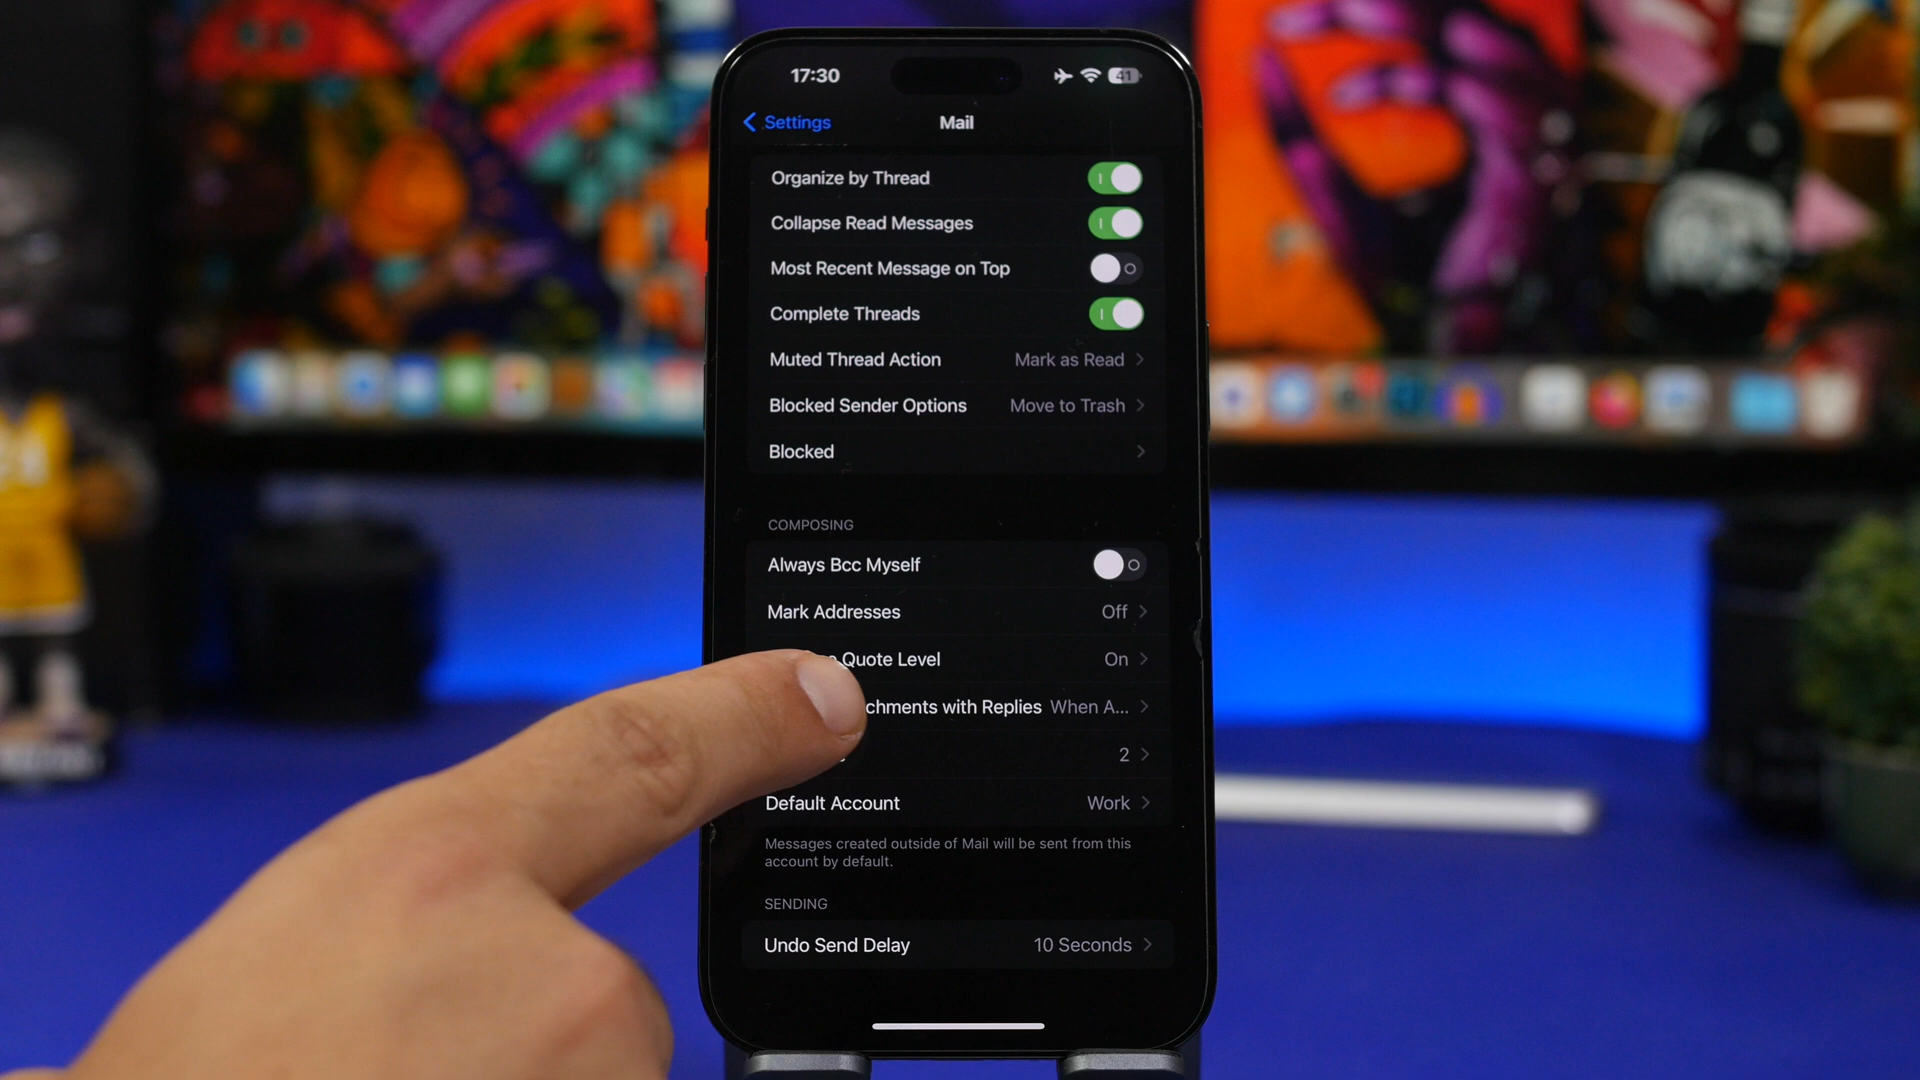 17:30
41
Settings
Mail
Organize by Thread
Collapse Read Messages
Most Recent Message on Top
Complete Threads
Muted Thread Action Mark as Read
Blocked Sender Options Move to Trash
Blocked
COMPOSING
Always Bcc Myself
Mark Addresses Off
Quote Level On
chments with Replies When A...
2
Default Account Work
Messages created outside of Mail will be sent from this
account by default.
SENDING
Undo Send Delay 10 Seconds
24